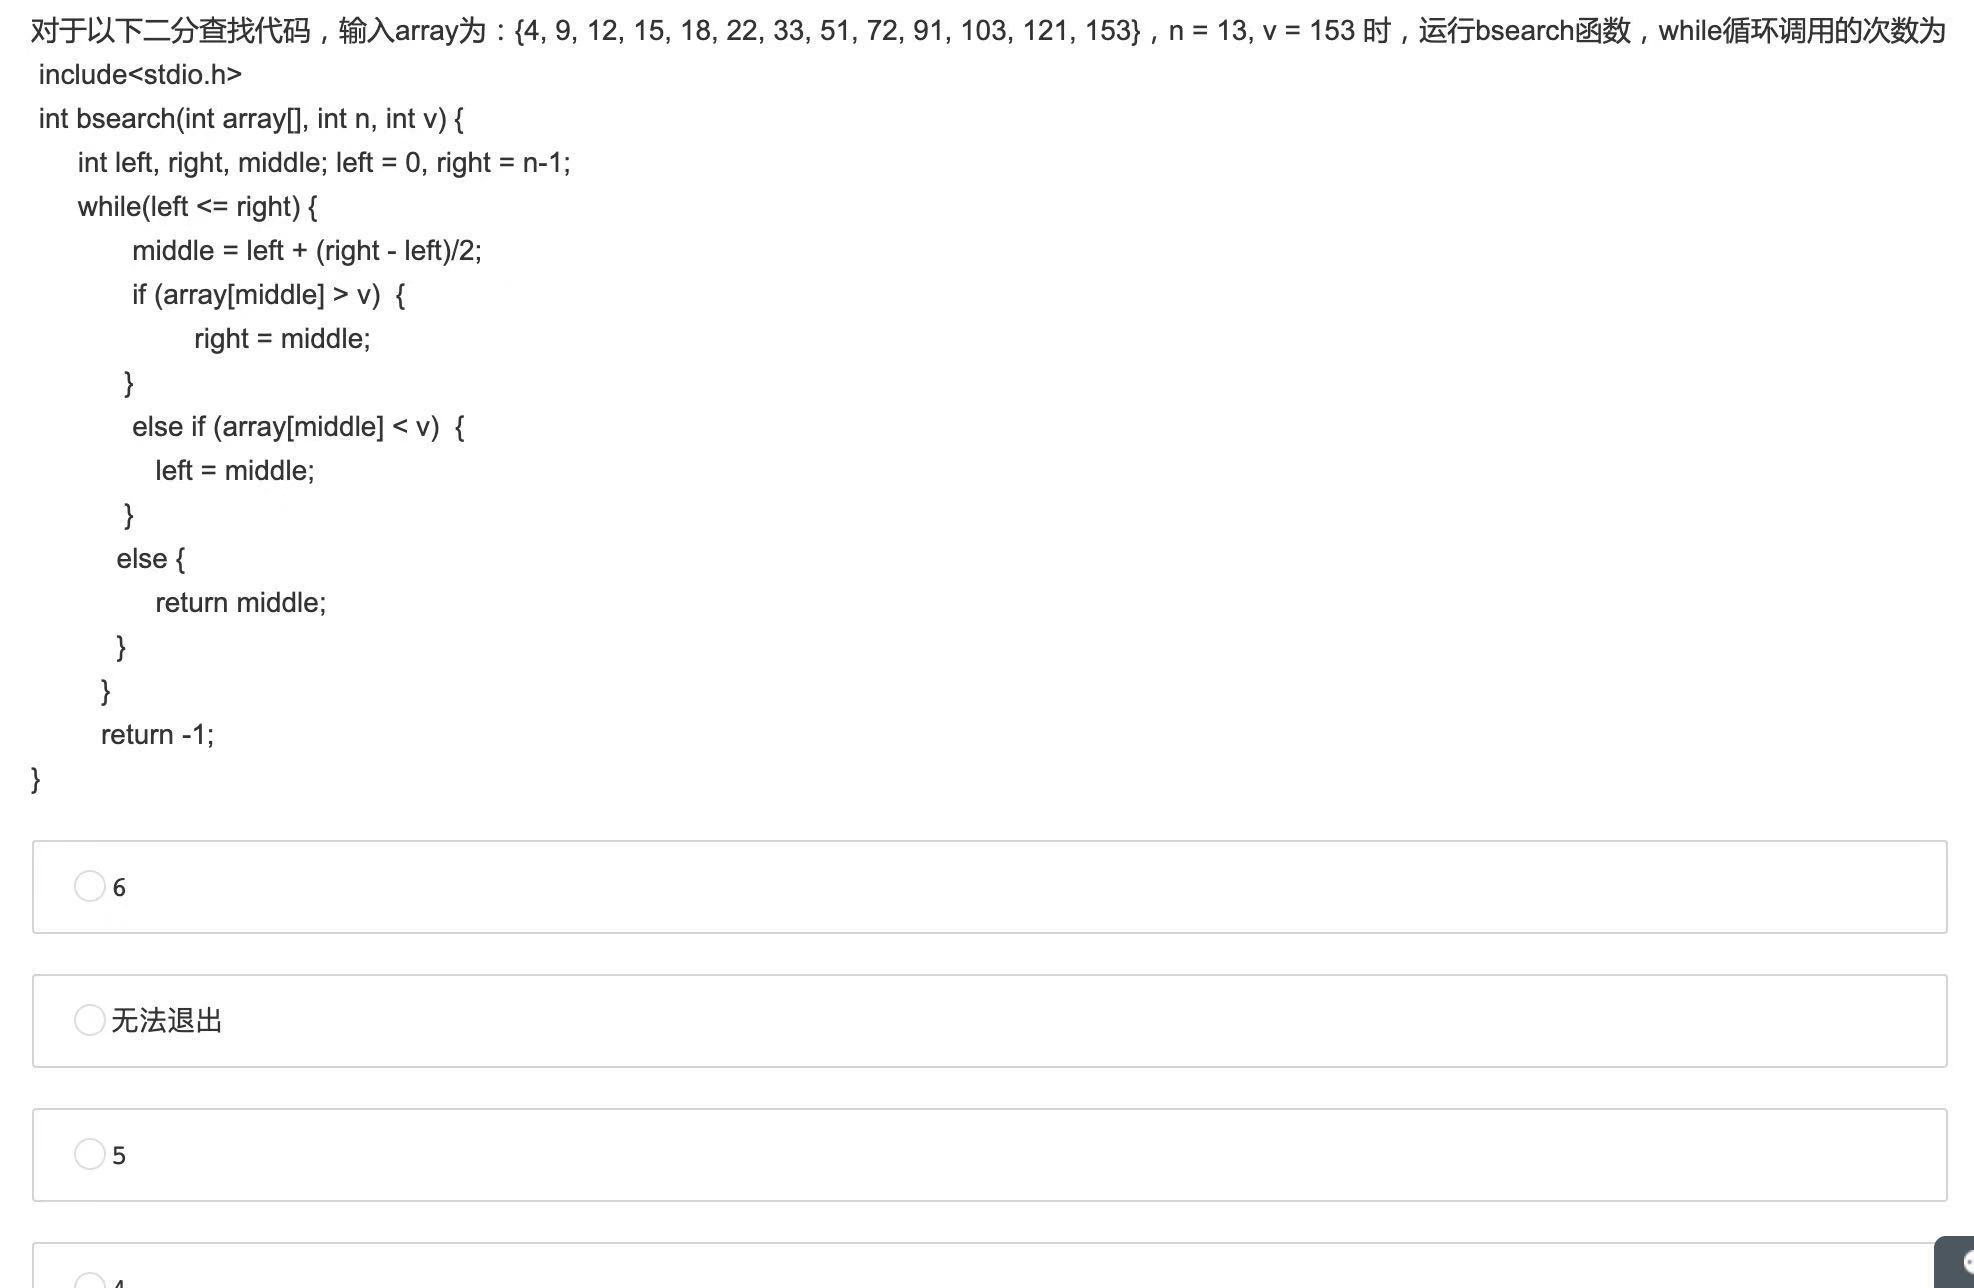 对于以下二分查找代码，输入array为：{4, 9, 12, 15, 18, 22, 33, 51, 72, 91, 103, 121, 153}，n = 13, v = 153 时，运行bsearch函数，while循环调用的次数为
include<stdio.h>
int bsearch(int array[], int n, int v) {
int left, right, middle; left = 0, right = n-1;
while(left <= right) {
middle = left + (right - left)/2;
if (array[middle] > v)  {
right = middle;
}
else if (array[middle] < v)  {
left = middle;
}
else {
return middle;
}
}
return -1;
}
6
无法退出
5